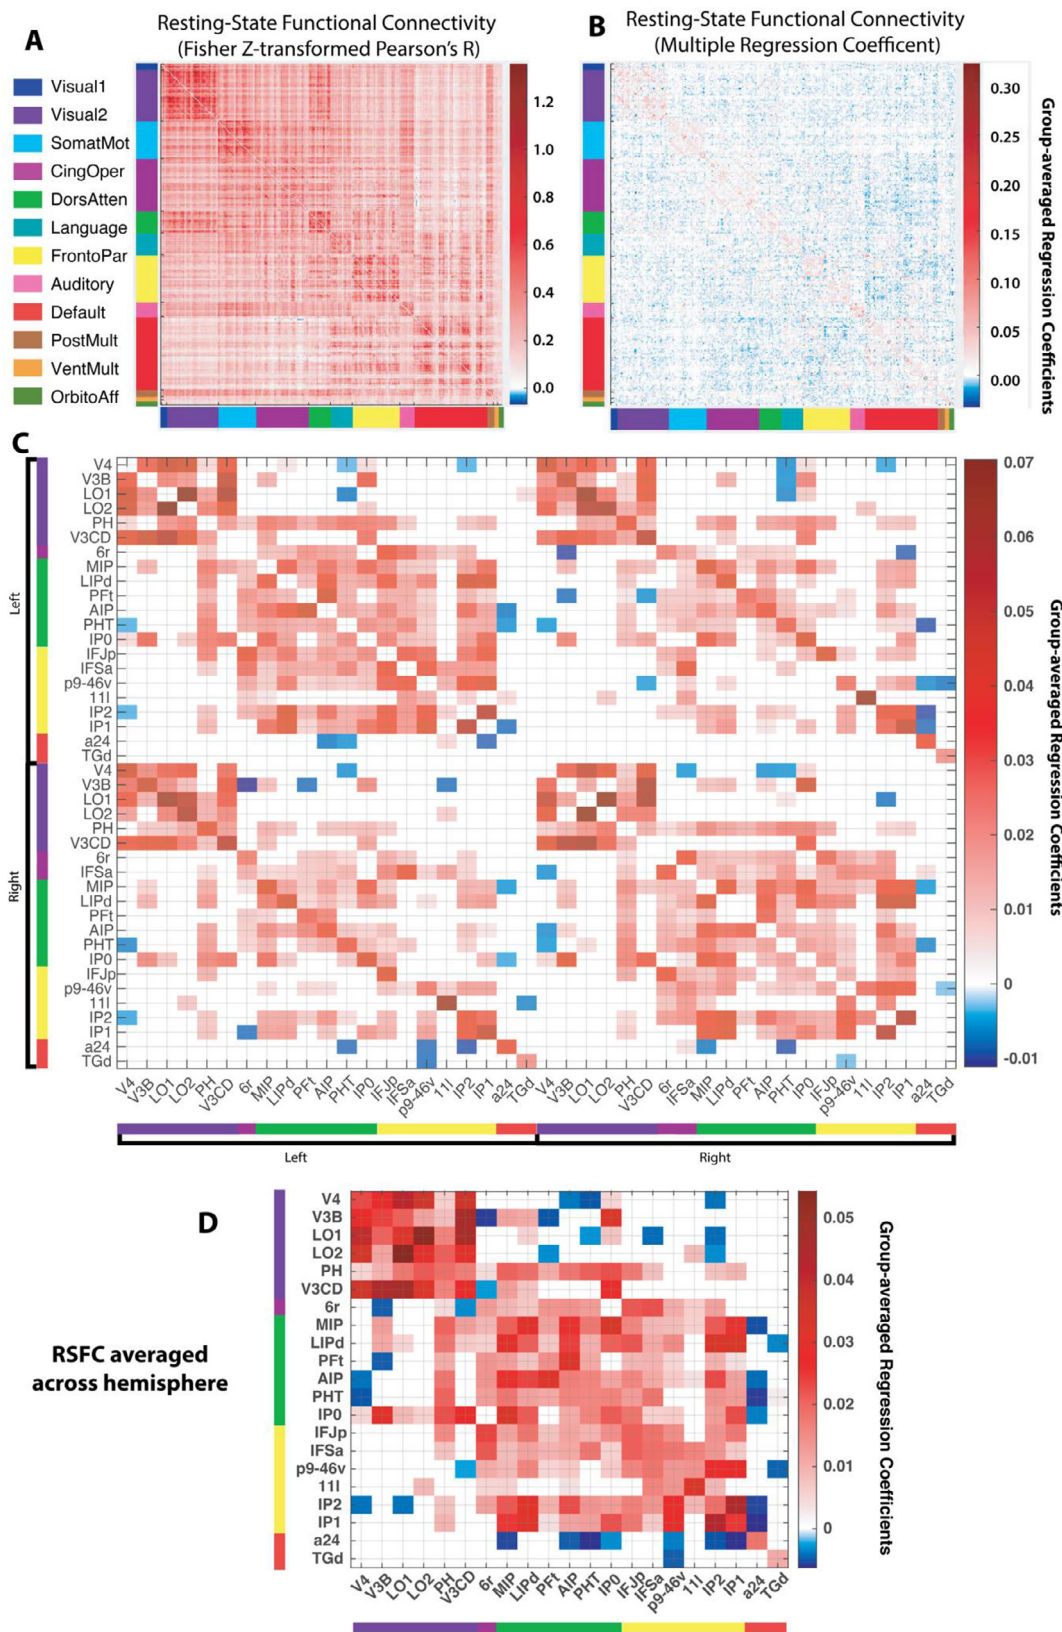 A
Resting-State Functional Connectivity
(Fisher Z-transformed Pearson's R)
Visual1
Visual2
SomatMot
CingOper
DorsAtten
Language
FrontoPar
Auditory
Default
PostMult
VentMult
OrbitoAff
1.2
1.0
0.8
0.6
0.4
0.2
0.0
B
Resting-State Functional Connectivity
(Multiple Regression Coefficent)
0.30
0.25
0.20
0.15
0.10
0.05
0.00
Group-averaged Regression Coefficients
C
Left
V4
V3B
LO1
LO2
PH
V3CD
6r
MIP
LIPd
PFt
AIP
PHT
IP0
IFJp
IFSa
p9-46v
11l
IP2
IP1
a24
TGd
Right
V4
V3B
LO1
LO2
PH
V3CD
6r
IFSa
MIP
LIPd
PFt
AIP
PHT
IP0
IFJp
p9-46v
11l
IP2
IP1
a24
TGd
V4 V3B LO1 LO2 PH V3CD 6r MIP LIPd PFt AIP PHT IP0 IFJp IFSa p9-46v 11l IP2 IP1 a24 TGd V4 V3B LO1 LO2 PH V3CD 6r IFSa MIP LIPd PFt AIP PHT IP0 IFJp p9-46v 11l IP2 IP1 a24 TGd
Left Right
0.07
0.06
0.05
0.04
0.03
0.02
0.01
0
-0.01
Group-averaged Regression Coefficients
D
RSFC averaged
across hemisphere
V4
V3B
LO1
LO2
PH
V3CD
6r
MIP
LIPd
PFt
AIP
PHT
IP0
IFJp
IFSa
p9-46v
11l
IP2
IP1
a24
TGd
V4 V3B LO1 LO2 PH V3CD 6r MIP LIPd PFt AIP PHT IP0 IFJp IFSa p9-46v 11l IP2 IP1 a24 TGd
0.05
0.04
0.03
0.02
0.01
0
Group-averaged Regression Coefficients